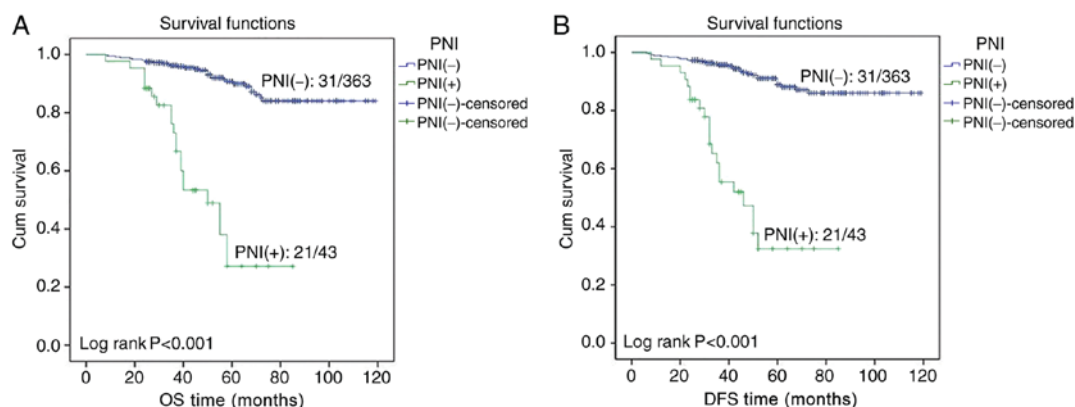 A
Survival functions
PNI
PNI(−)
PNI(+)
PNI(−)-censored
PNI(−)-censored
1.0
0.8
0.6
0.4
0.2
0.0
Cum survival
PNI(−): 31/363
PNI(+): 21/43
Log rank P<0.001
0 20 40 60 80 100 120
OS time (months)
B
Survival functions
PNI
PNI(−)
PNI(+)
PNI(−)-censored
PNI(−)-censored
1.0
0.8
0.6
0.4
0.2
0.0
Cum survival
PNI(−): 31/363
PNI(+): 21/43
Log rank P<0.001
0 20 40 60 80 100 120
DFS time (months)